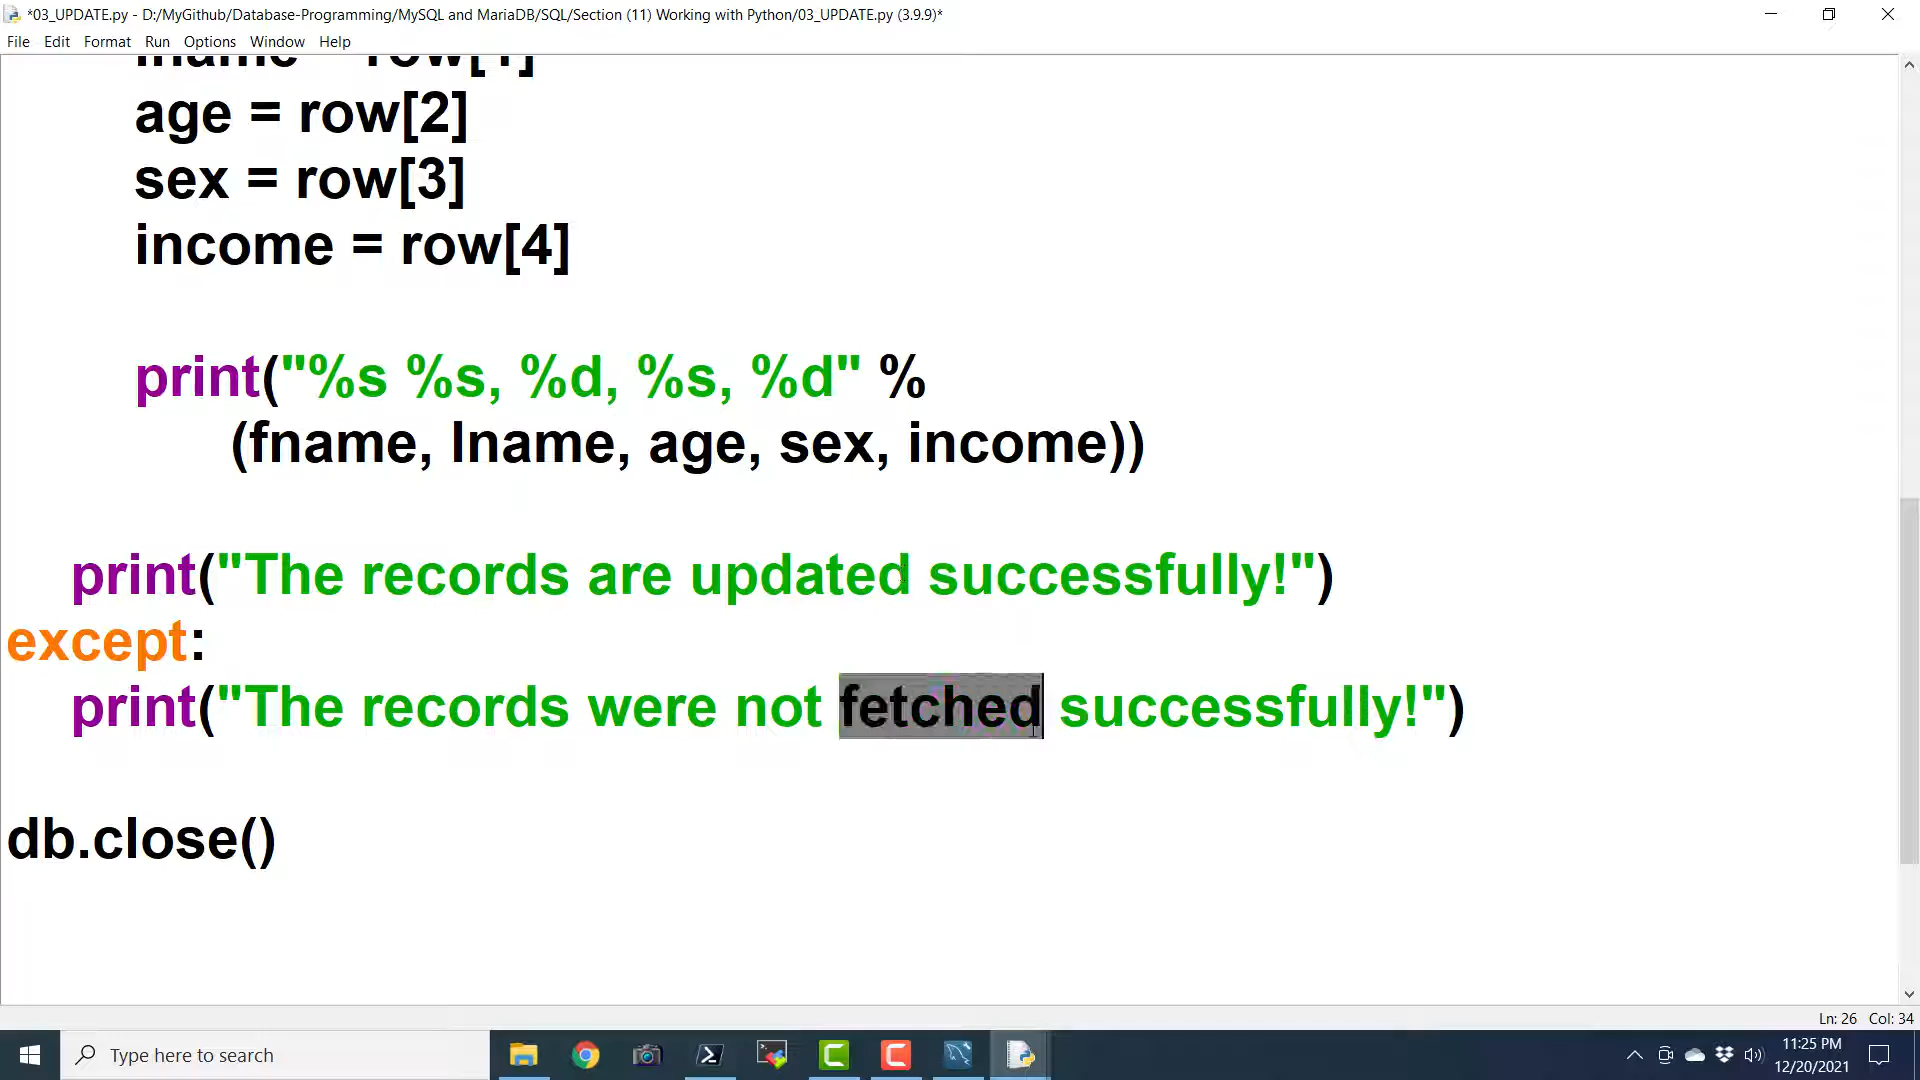 *03_UPDATE.py - D:/MyGithub/Database-Programming/MySQL and MariaDB/SQL/Section (11) Working with Python/03_UPDATE.py (3.9.9)*
File Edit Format Run Options Window Help
lname = row[1]
age = row[2]
sex = row[3]
income = row[4]
print("%s %s, %d, %s, %d" %
(fname, lname, age, sex, income))
print("The records are updated successfully!")
except:
print("The records were not fetched successfully!")
db.close()
Ln: 26 Col: 34
Type here to search
11:25 PM
12/20/2021